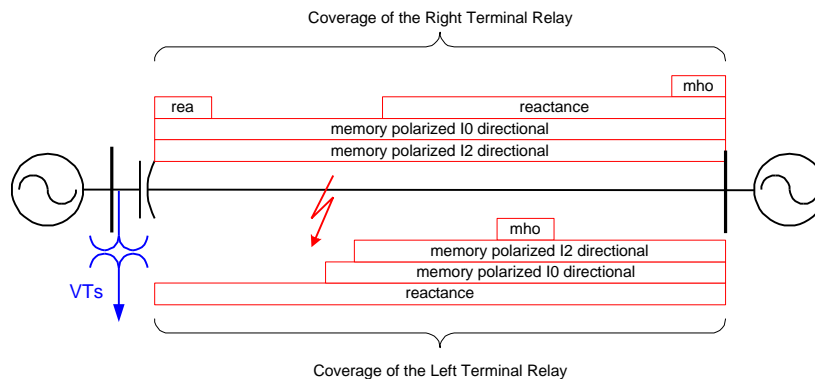 Coverage of the Right Terminal Relay
mho
rea
reactance
memory polarized I0 directional
memory polarized I2 directional
mho
memory polarized I2 directional
memory polarized I0 directional
VTs
reactance
Coverage of the Left Terminal Relay